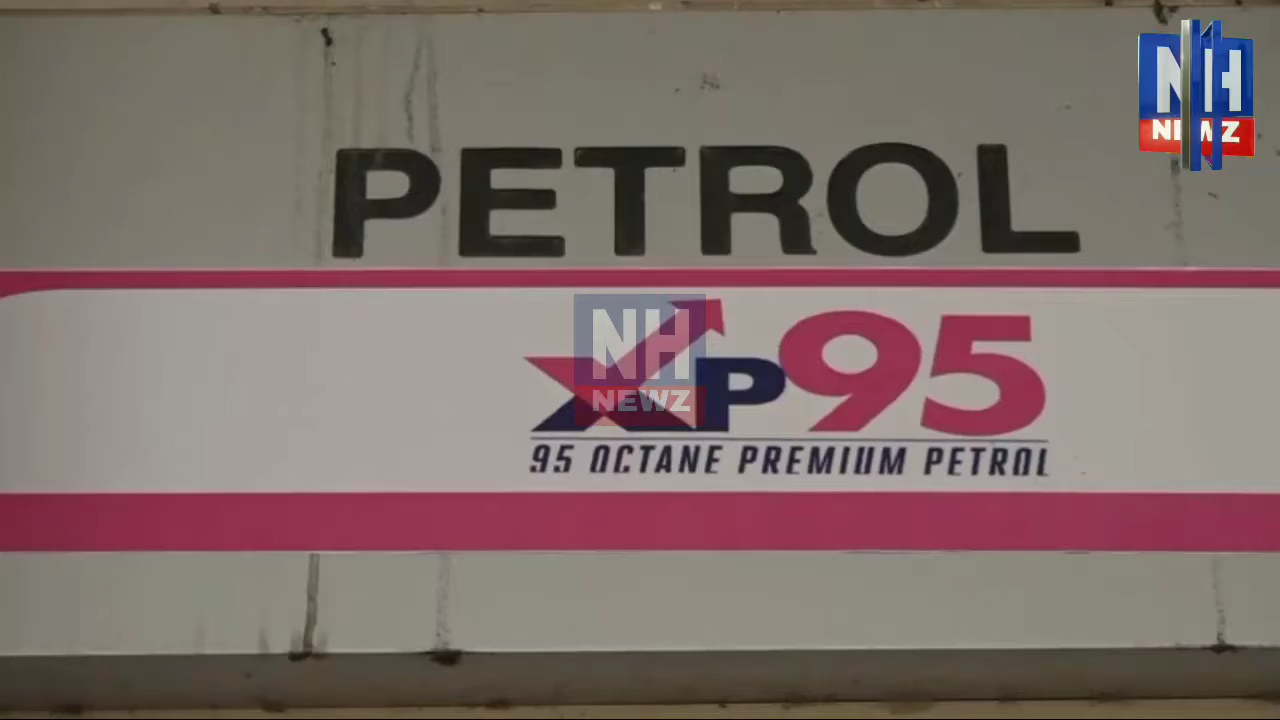 NH
NEWZ
PETROL
XP95
NH
NEWZ
95 OCTANE PREMIUM PETROL